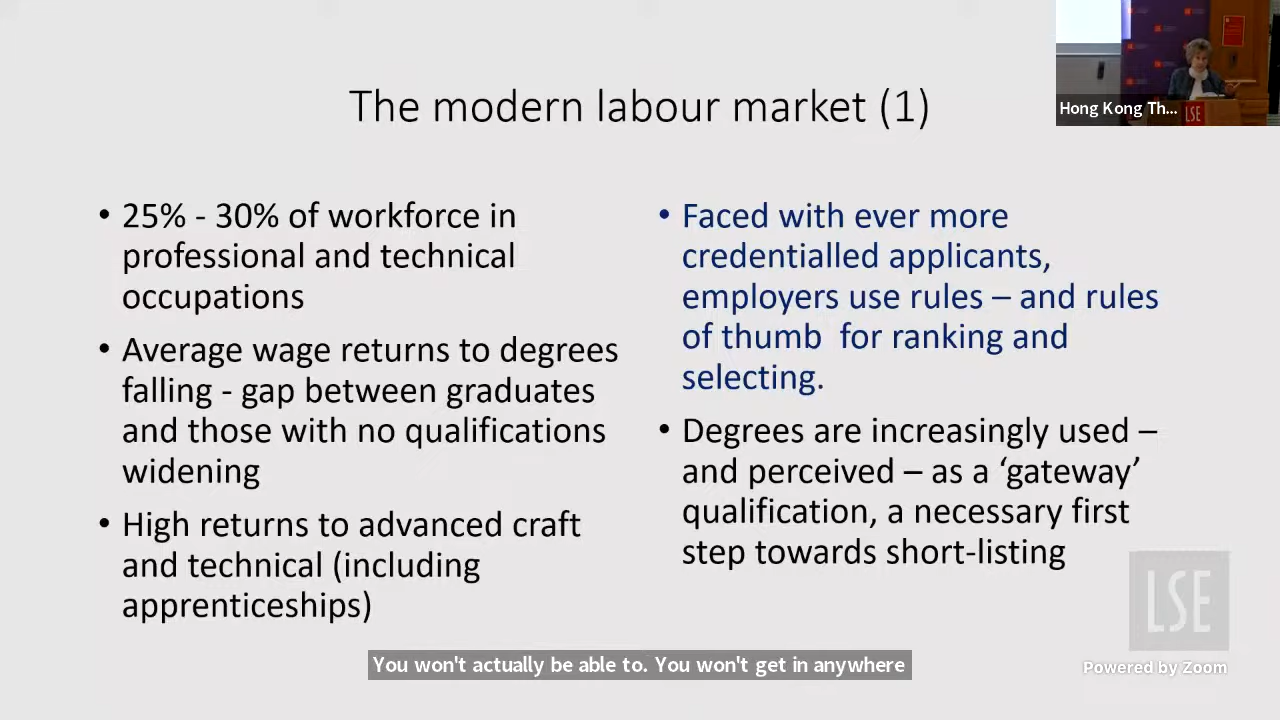 The modern labour market (1)
Hong Kong Th...
LSE
• 25% - 30% of workforce in
professional and technical
occupations
• Average wage returns to degrees
falling - gap between graduates
and those with no qualifications
widening
• High returns to advanced craft
and technical (including
apprenticeships)
• Faced with ever more
credentialled applicants,
employers use rules – and rules
of thumb  for ranking and
selecting.
• Degrees are increasingly used –
and perceived – as a ‘gateway’
qualification, a necessary first
step towards short-listing
LSE
Powered by Zoom
You won't actually be able to. You won't get in anywhere